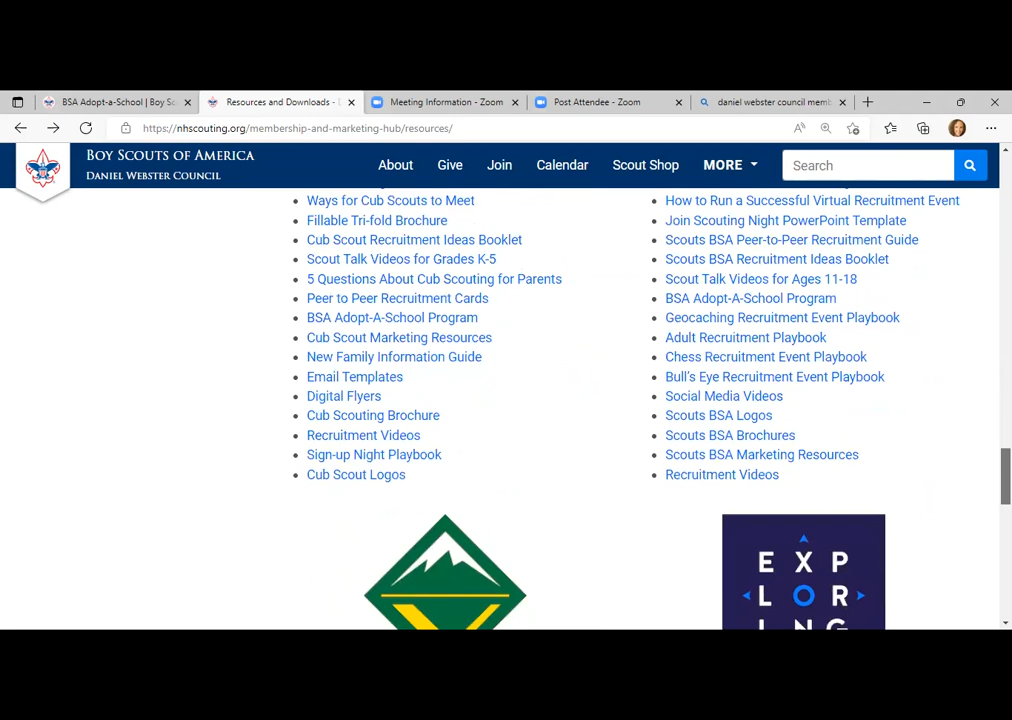 BSA Adopt-a-School | Boy Sc
Resources and Downloads -
Meeting Information - Zoom
Post Attendee - Zoom
daniel webster council memb
https://nhscouting.org/membership-and-marketing-hub/resources/
BOY SCOUTS OF AMERICA
DANIEL WEBSTER COUNCIL
About
Give
Join
Calendar
Scout Shop
MORE
Search
Ways for Cub Scouts to Meet
Fillable Tri-fold Brochure
Cub Scout Recruitment Ideas Booklet
Scout Talk Videos for Grades K-5
5 Questions About Cub Scouting for Parents
Peer to Peer Recruitment Cards
BSA Adopt-A-School Program
Cub Scout Marketing Resources
New Family Information Guide
Email Templates
Digital Flyers
Cub Scouting Brochure
Recruitment Videos
Sign-up Night Playbook
Cub Scout Logos
How to Run a Successful Virtual Recruitment Event
Join Scouting Night PowerPoint Template
Scouts BSA Peer-to-Peer Recruitment Guide
Scouts BSA Recruitment Ideas Booklet
Scout Talk Videos for Ages 11-18
BSA Adopt-A-School Program
Geocaching Recruitment Event Playbook
Adult Recruitment Playbook
Chess Recruitment Event Playbook
Bull's Eye Recruitment Event Playbook
Social Media Videos
Scouts BSA Logos
Scouts BSA Brochures
Scouts BSA Marketing Resources
Recruitment Videos
EXP
LOR
ING